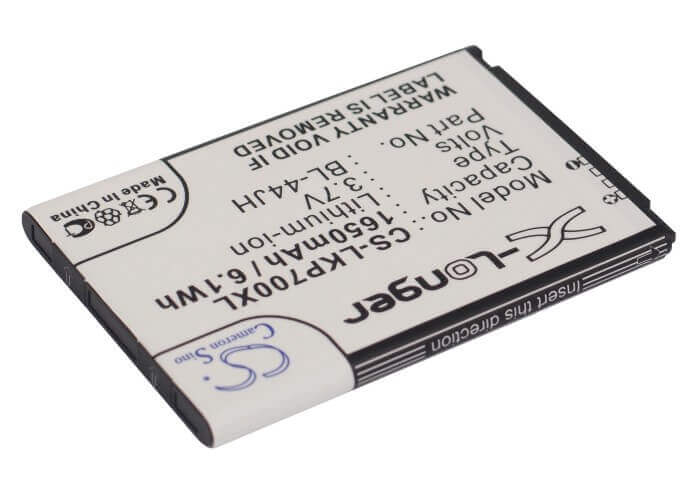 X-Longer
Model No: CS-LKP700XL
Capacity 1650mAh / 6.1Wh
Type Lithium-ion
Volts 3.7V
Part No. BL-44JH
WARRANTY VOID IF
LABEL IS REMOVED
Insert this direction
CS
Cameron Sino
Made in China